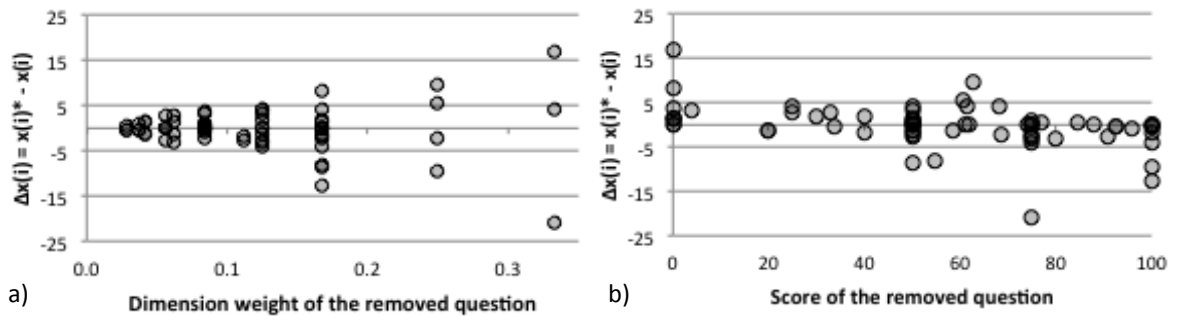 25
15
5
-5
-15
-25
Δx(i) = x(i)* - x(i)
0.0 0.1 0.2 0.3
a) Dimension weight of the removed question
25
15
5
-5
-15
-25
Δx(i) = x(i)* - x(i)
0 20 40 60 80 100
b) Score of the removed question